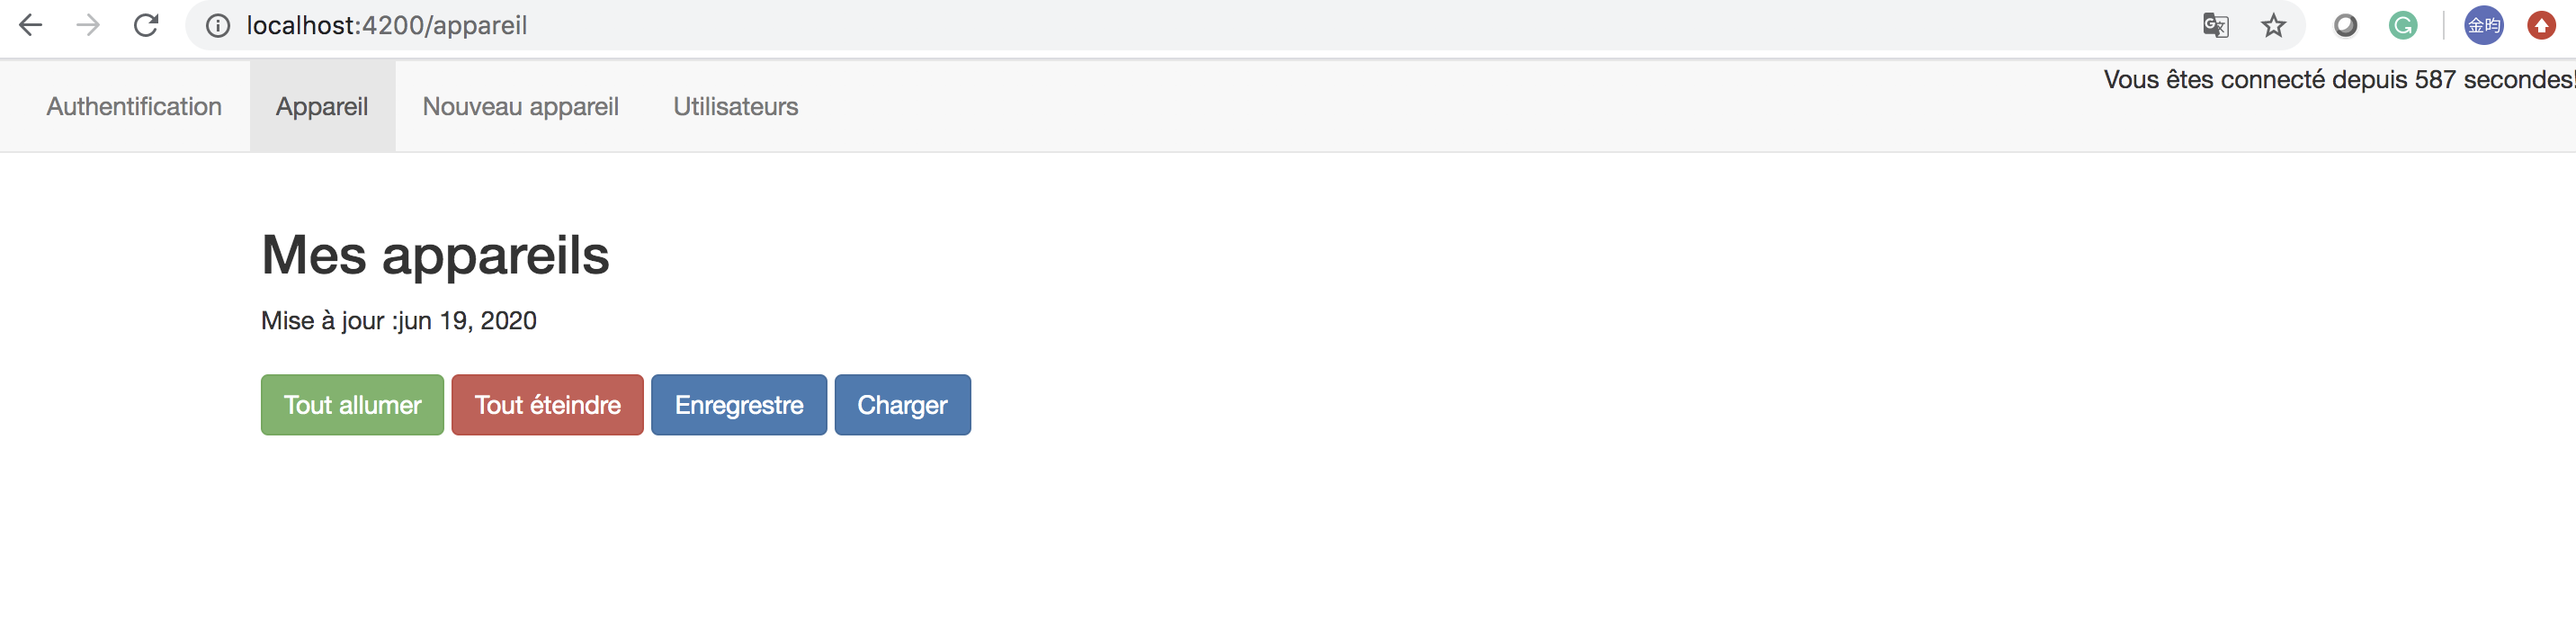 localhost:4200/appareil
金昀
Authentification Appareil Nouveau appareil Utilisateurs
Vous êtes connecté depuis 587 secondes!
Mes appareils
Mise à jour :jun 19, 2020
Tout allumer Tout éteindre Enregrestre Charger